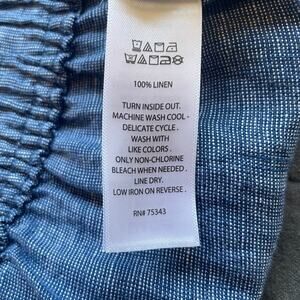 100% LINEN
TURN INSIDE OUT.
MACHINE WASH COOL -
DELICATE CYCLE .
WASH WITH
LIKE COLORS .
ONLY NON-CHLORINE
BLEACH WHEN NEEDED .
LINE DRY.
LOW IRON ON REVERSE .
RN# 75343